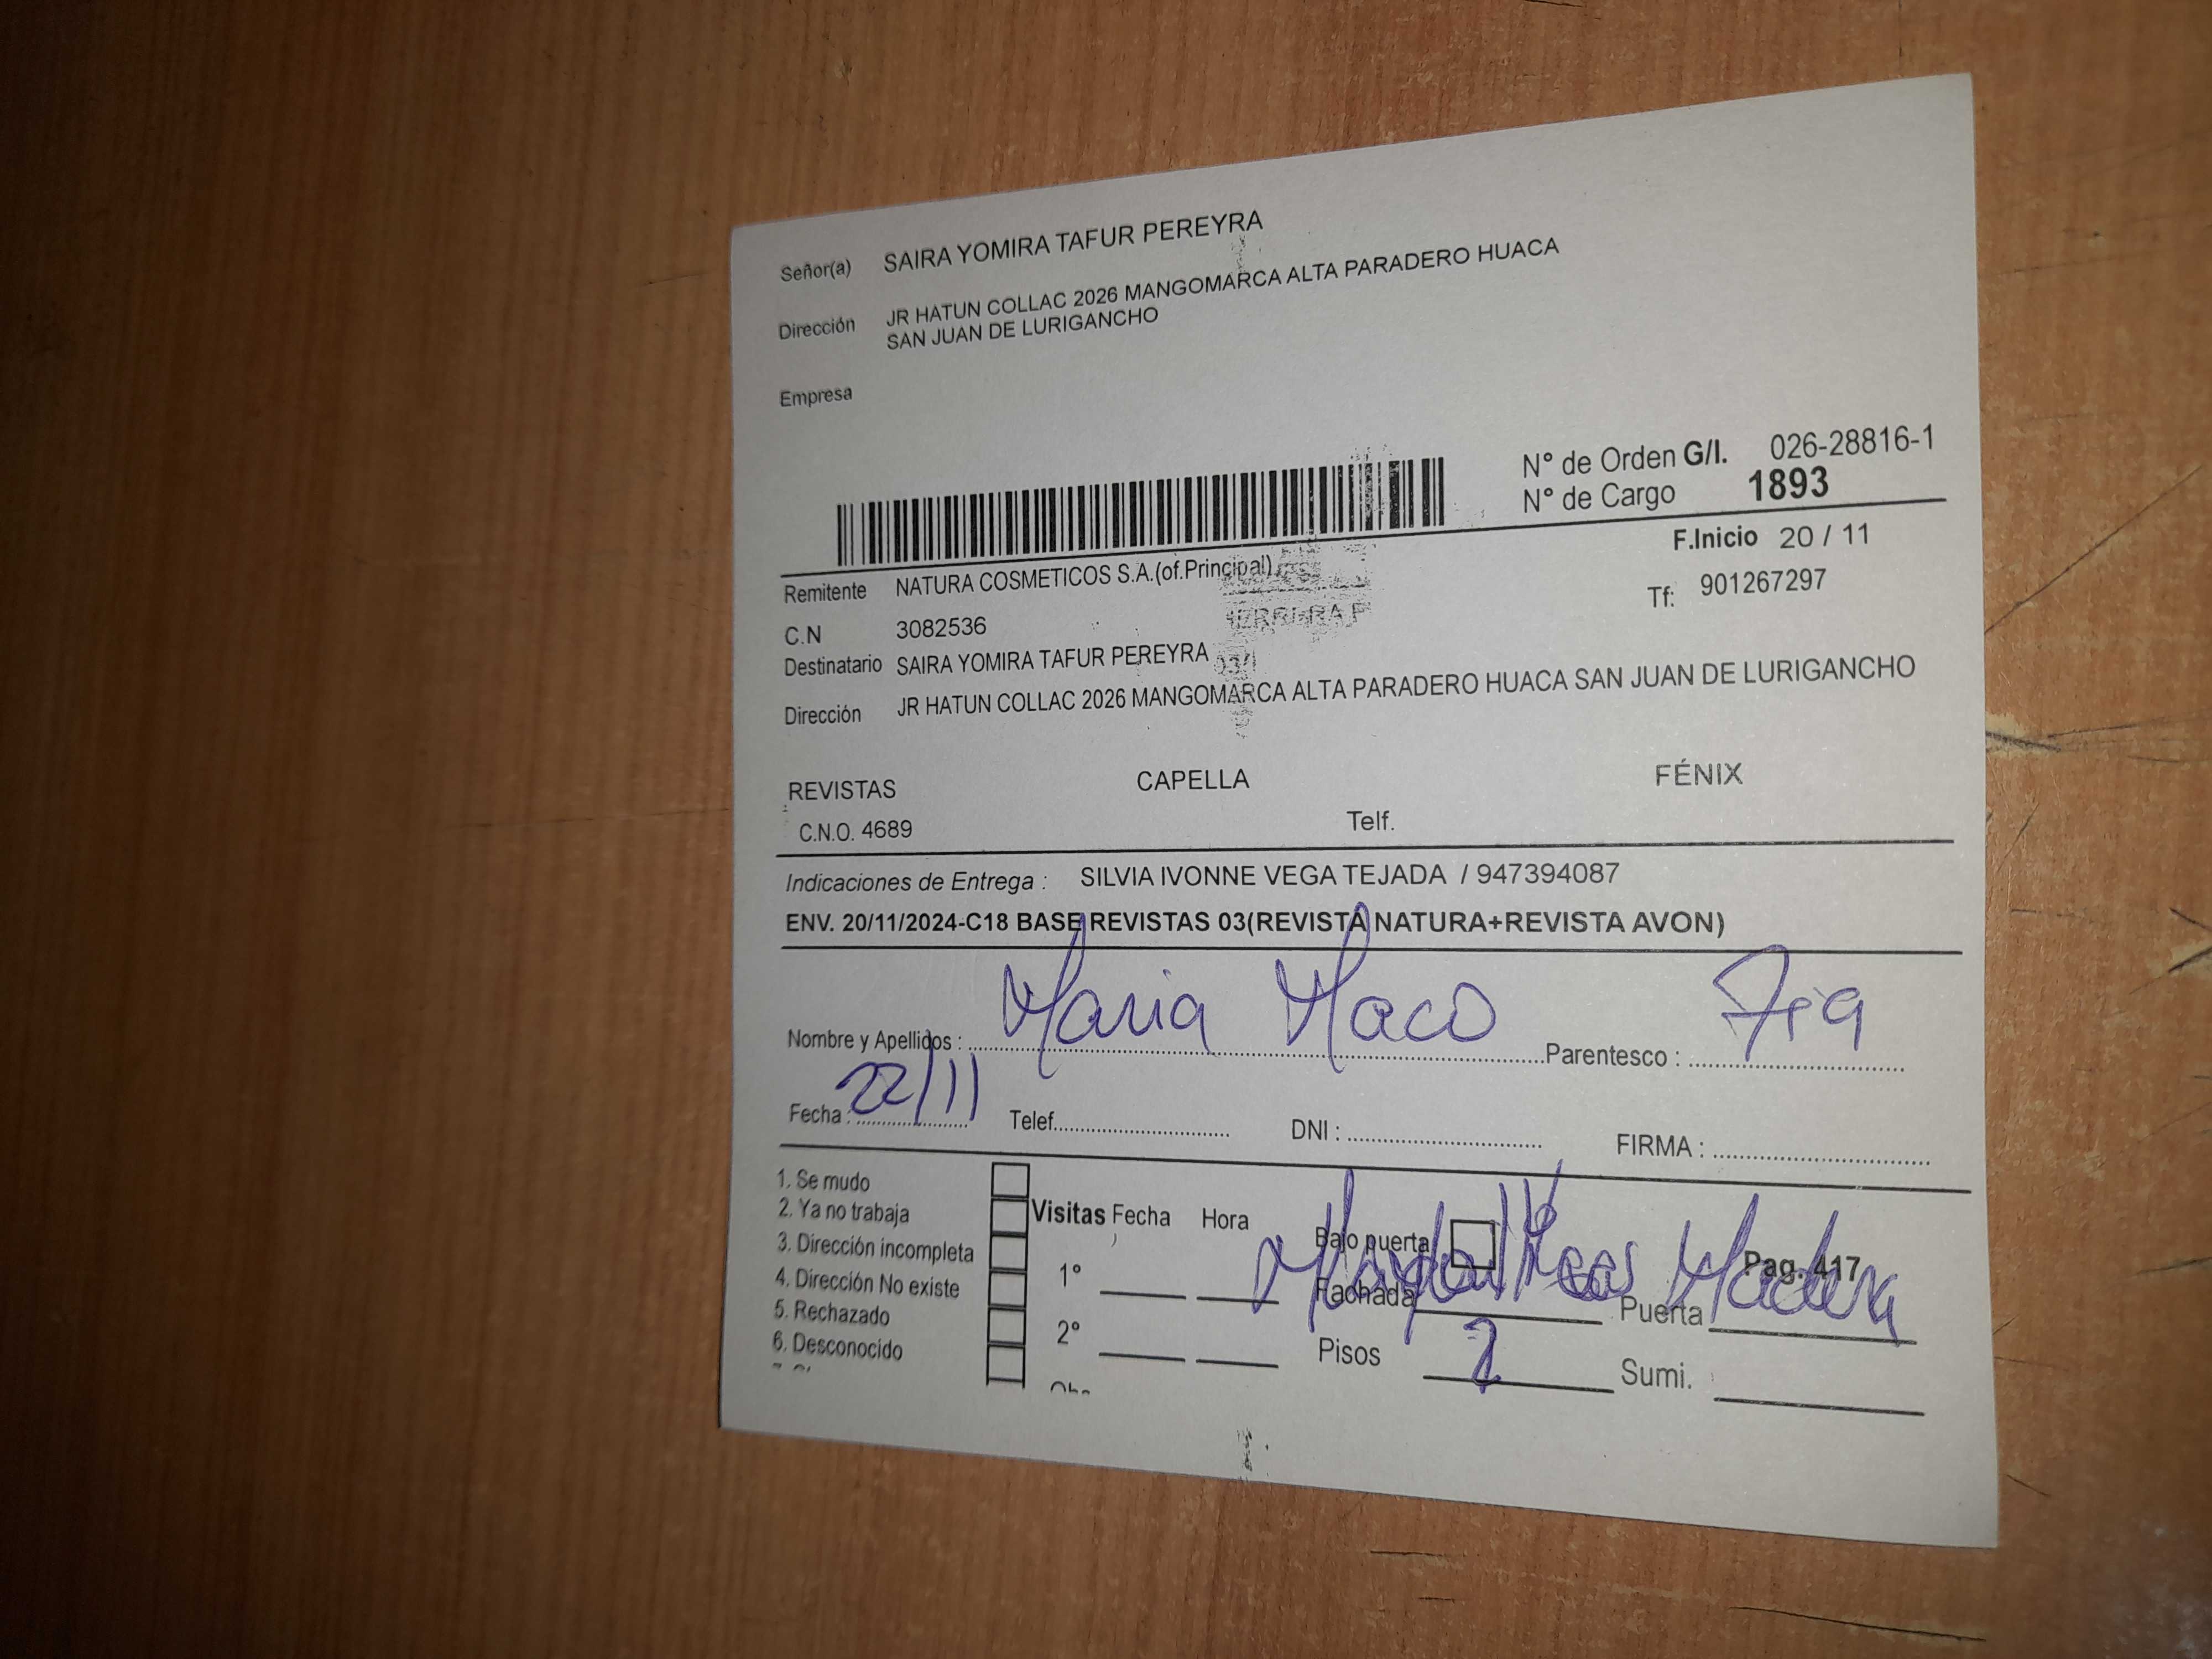 Señor(a) SAIRA YOMIRA TAFUR PEREYRA
Dirección JR HATUN COLLAC 2026 MANGOMARCA ALTA PARADERO HUACA
SAN JUAN DE LURIGANCHO
Empresa
N° de Orden G/I. 026-28816-1
N° de Cargo 1893
F.Inicio 20 / 11
Remitente NATURA COSMETICOS S.A.(of.Principal)
Tf: 901267297
C.N 3082536
Destinatario SAIRA YOMIRA TAFUR PEREYRA
Dirección JR HATUN COLLAC 2026 MANGOMARCA ALTA PARADERO HUACA SAN JUAN DE LURIGANCHO
REVISTAS CAPELLA FÉNIX
C.N.O. 4689 Telf.
Indicaciones de Entrega : SILVIA IVONNE VEGA TEJADA / 947394087
ENV. 20/11/2024-C18 BASE REVISTAS 03(REVISTA NATURA+REVISTA AVON)
Nombre y Apellidos : Maria Maco Parentesco :
Fecha : 22/11 Telef. DNI : FIRMA :
1. Se mudo
2. Ya no trabaja
3. Dirección incompleta
4. Dirección No existe
5. Rechazado
6. Desconocido
Visitas Fecha Hora
1°
2°
Bajo puerta Pag. 417
Fachada Puerta Madera
Pisos 2 Sumi.